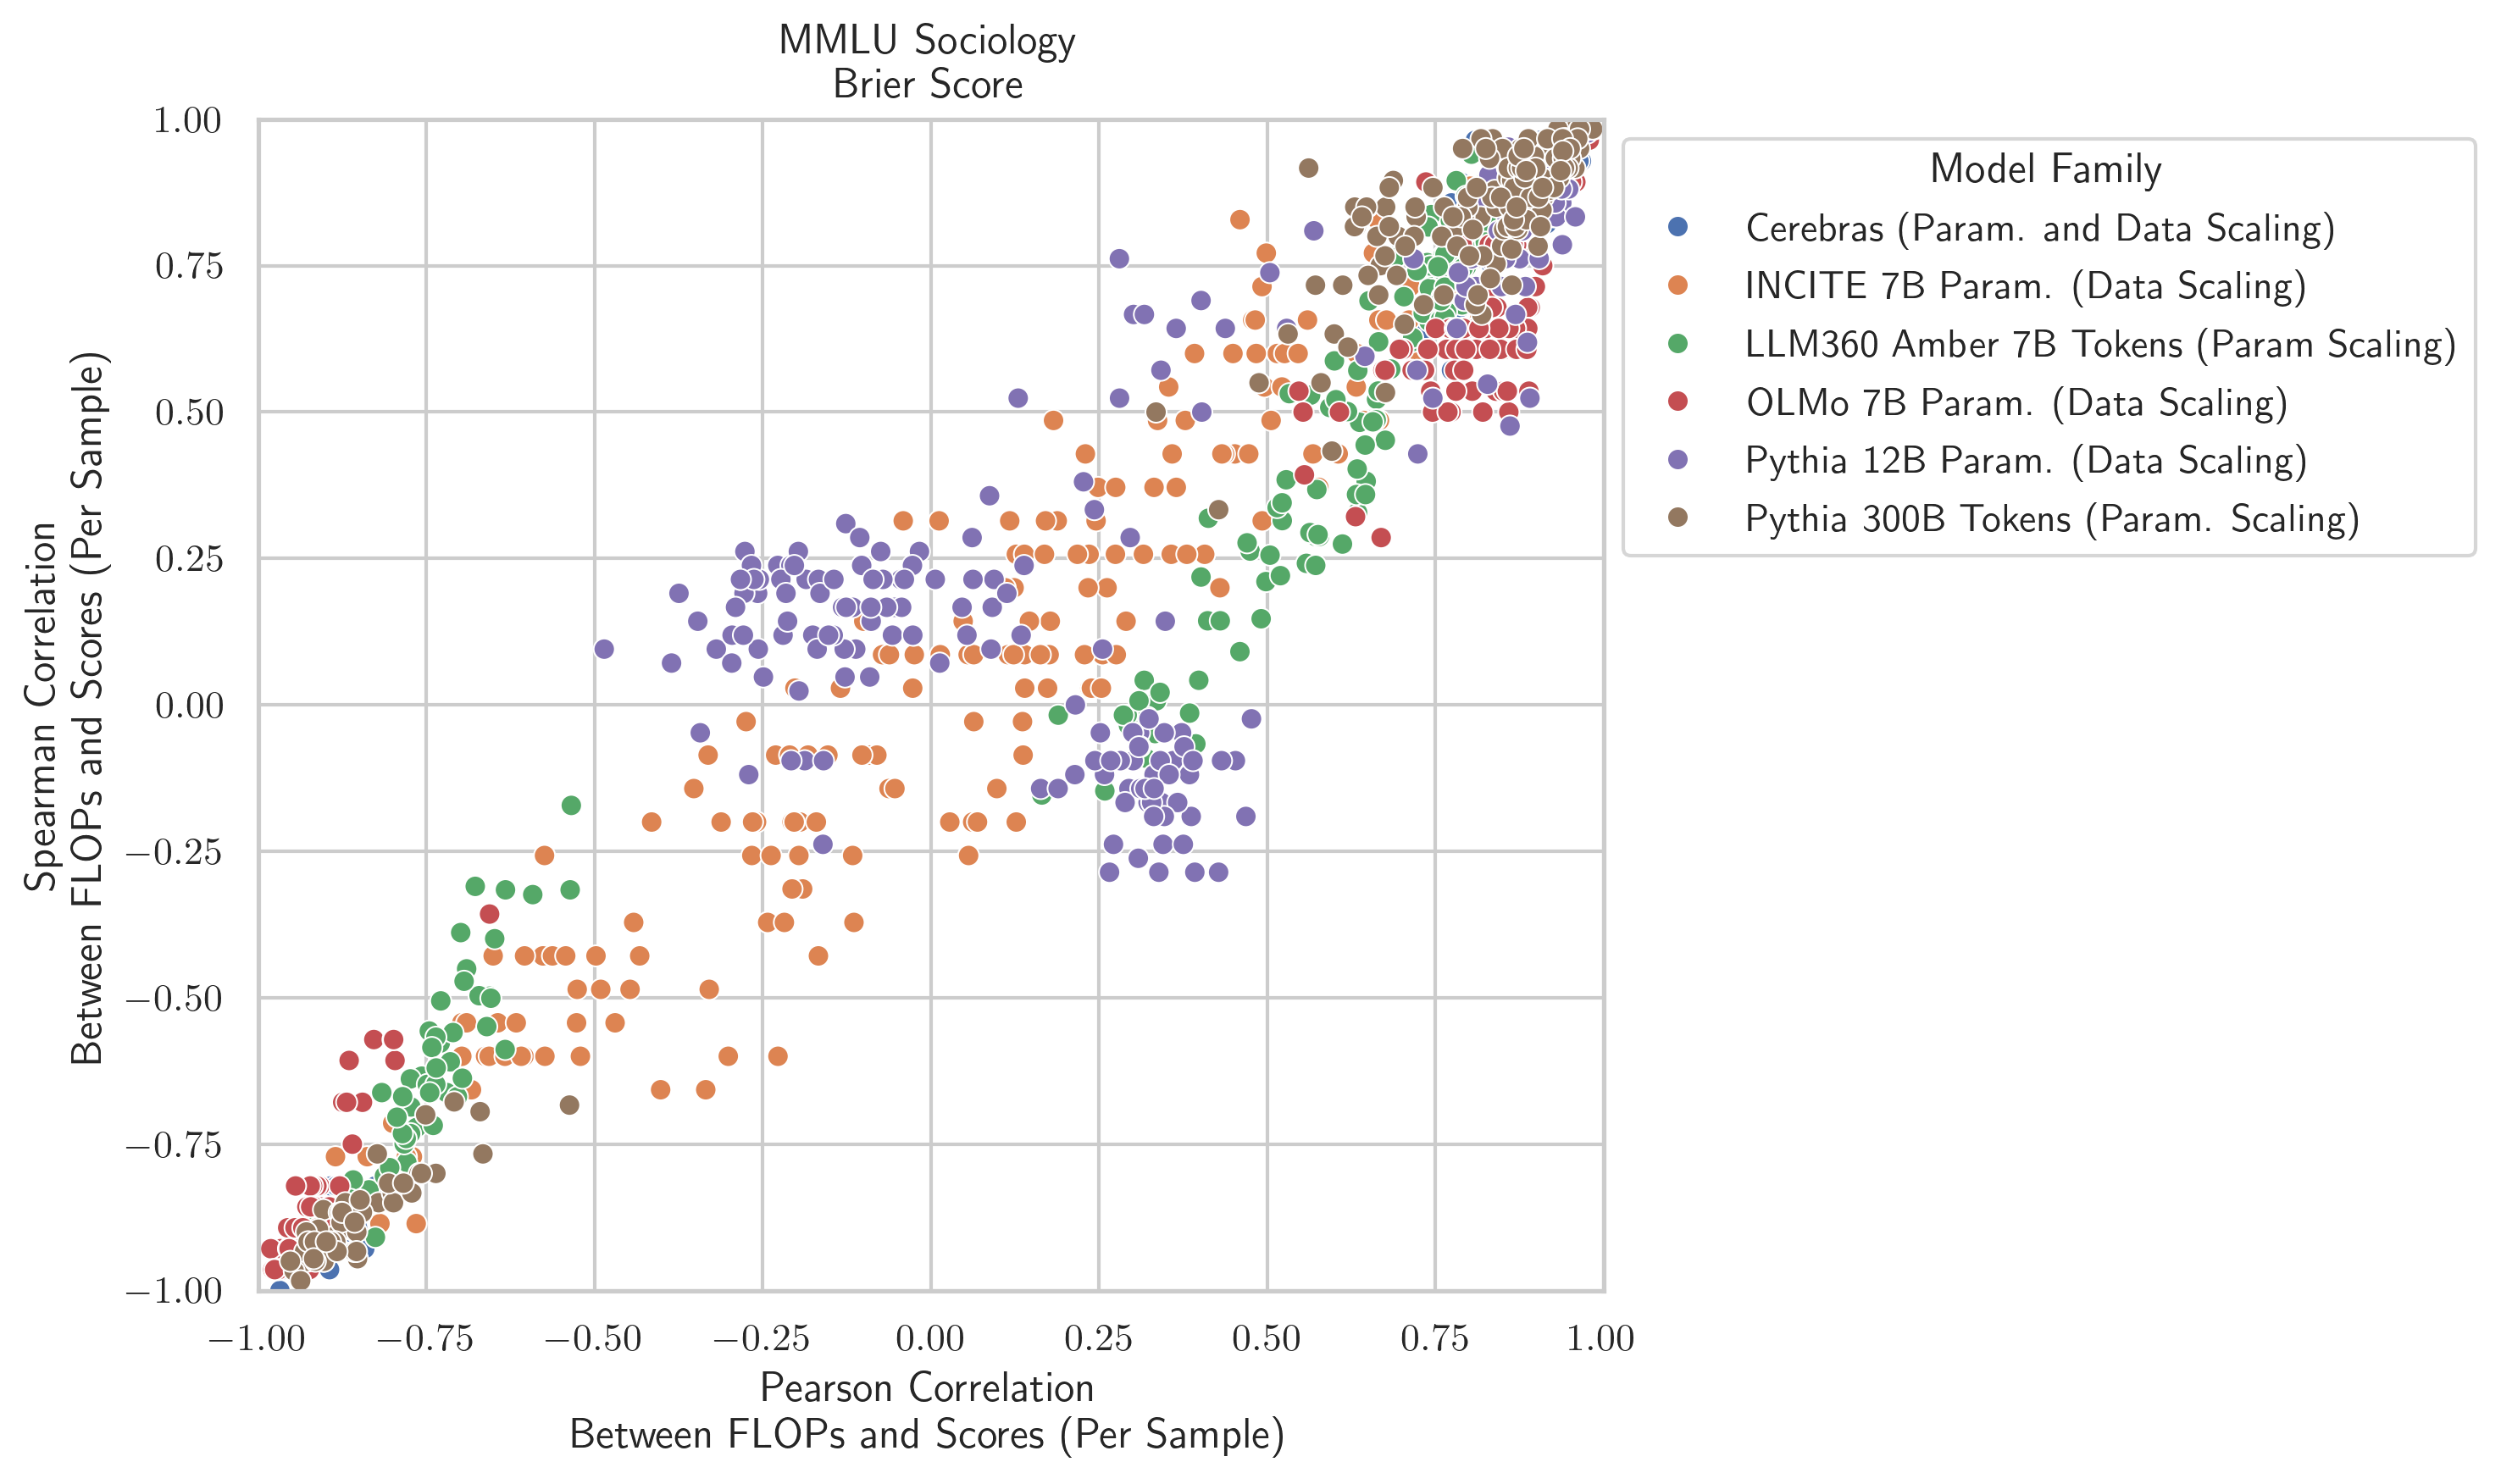 MMLU Sociology
Brier Score
Spearman Correlation
Between FLOPs and Scores (Per Sample)
1.00
0.75
0.50
0.25
0.00
−0.25
−0.50
−0.75
−1.00
−1.00 −0.75 −0.50 −0.25 0.00 0.25 0.50 0.75 1.00
Pearson Correlation
Between FLOPs and Scores (Per Sample)
Model Family
Cerebras (Param. and Data Scaling)
INCITE 7B Param. (Data Scaling)
LLM360 Amber 7B Tokens (Param Scaling)
OLMo 7B Param. (Data Scaling)
Pythia 12B Param. (Data Scaling)
Pythia 300B Tokens (Param. Scaling)